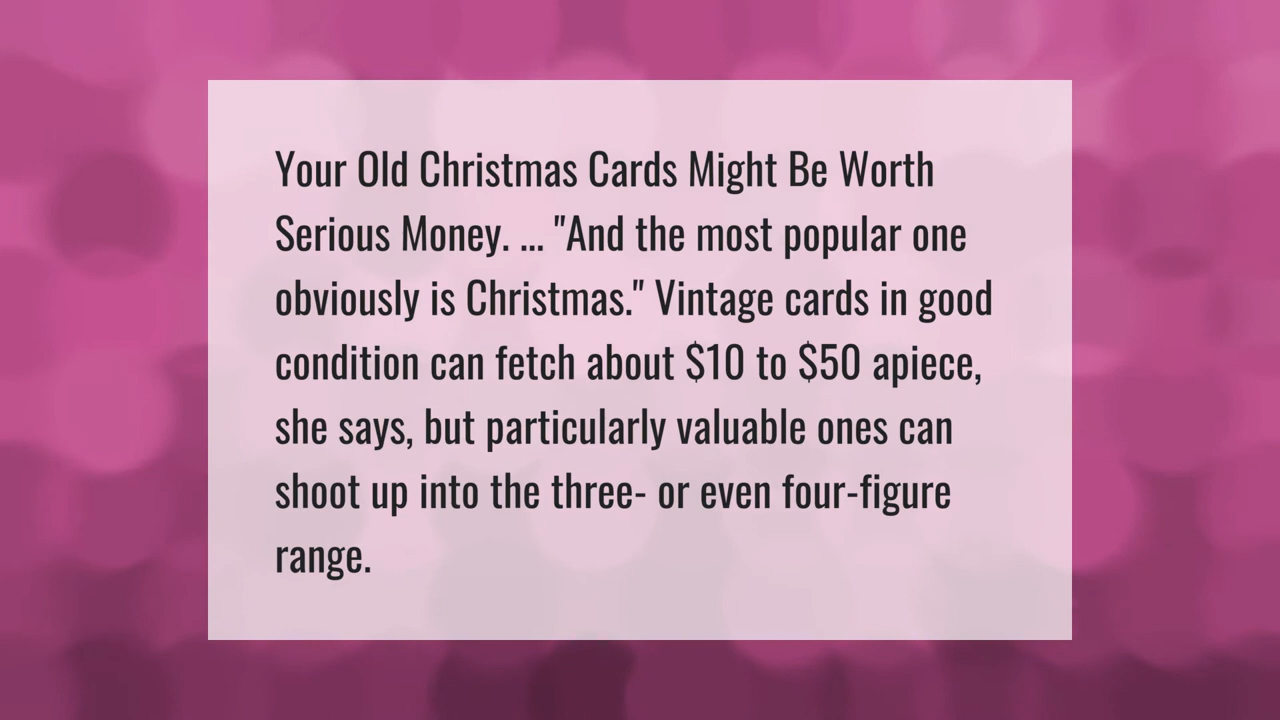 Your Old Christmas Cards Might Be Worth
Serious Money. ... "And the most popular one
obviously is Christmas." Vintage cards in good
condition can fetch about $10 to $50 apiece,
she says, but particularly valuable ones can
shoot up into the three- or even four-figure
range.